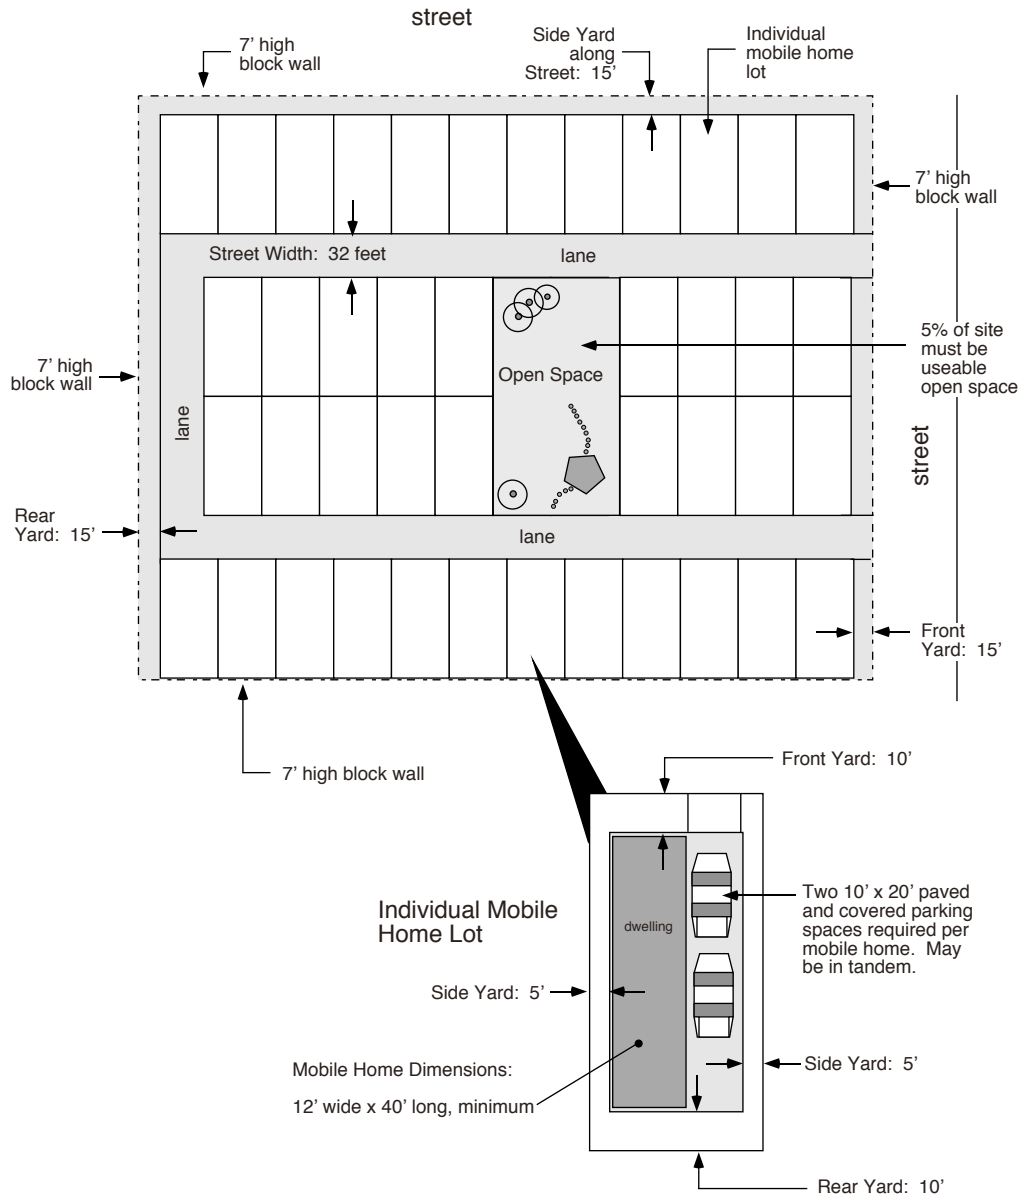 street
7’ high
block wall
Side Yard
along
Street: 15’
Individual
mobile home
lot
7’ high
block wall
Street Width: 32 feet
lane
5% of site
must be
useable
open space
7’ high
block wall
Open Space
lane
street
Rear
Yard: 15’
lane
Front
Yard: 15’
7’ high block wall
Front Yard: 10’
Individual Mobile
Home Lot
dwelling
Two 10’ x 20’ paved
and covered parking
spaces required per
mobile home. May
be in tandem.
Side Yard: 5’
Side Yard: 5’
Mobile Home Dimensions:
12’ wide x 40’ long, minimum
Rear Yard: 10’